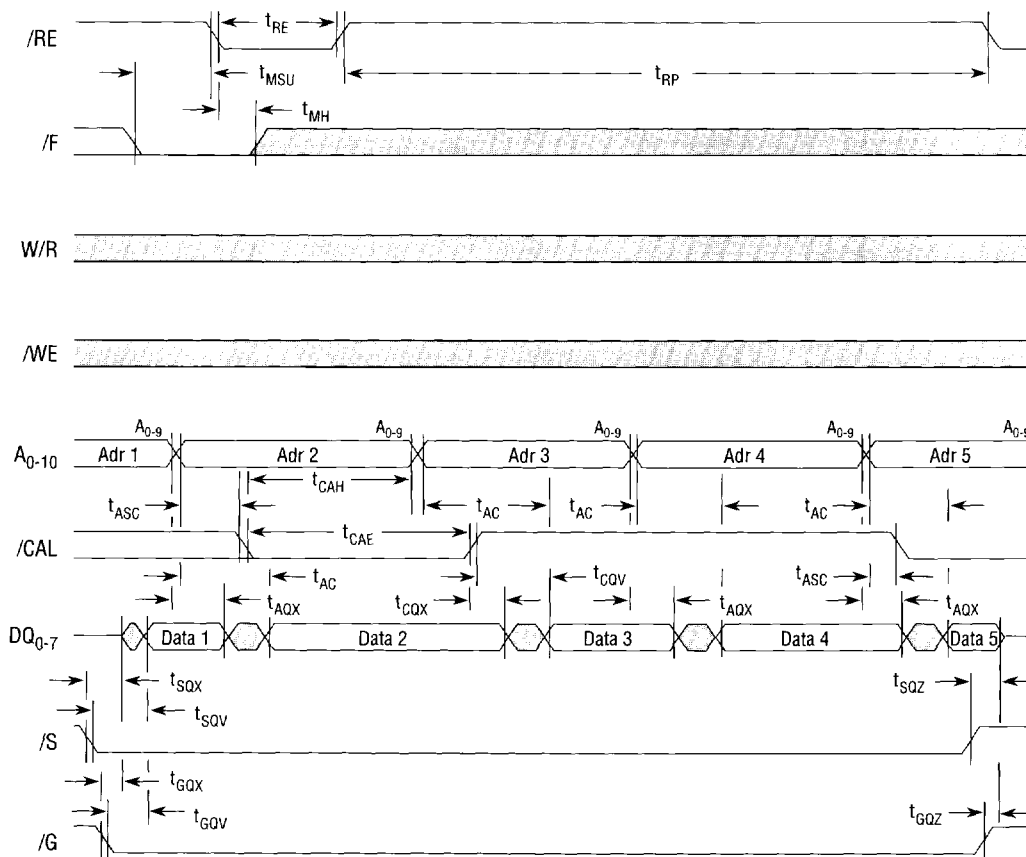 /RE
t_RE
t_MSU
t_RP
t_MH
/F
W/R
/WE
A_0-9 A_0-9 A_0-9 A_0-9 A_0-9
A_0-10 Adr 1 Adr 2 Adr 3 Adr 4 Adr 5
t_CAH
t_ASC t_AC t_AC t_AC
/CAL t_CAE
t_AC t_CQV t_ASC
t_AQX t_CQX t_AQX t_AQX
DQ_0-7 Data 1 Data 2 Data 3 Data 4 Data 5
t_SQX t_SQZ
t_SQV
/S
t_GQX
t_GQV t_GQZ
/G